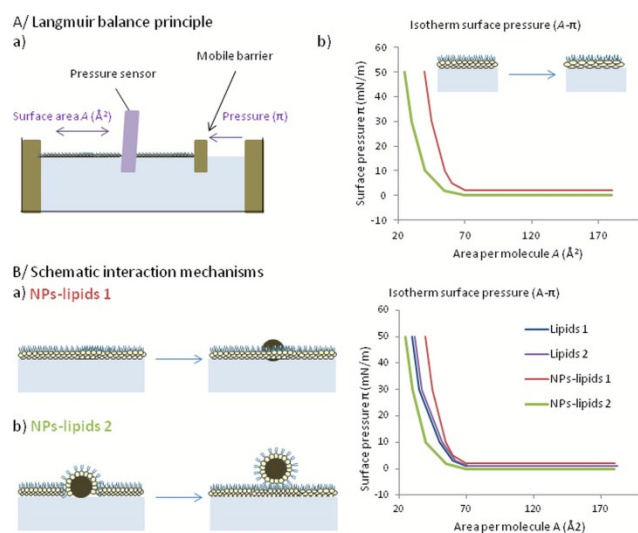 A/ Langmuir balance principle
a)
Pressure sensor
Mobile barrier
Surface area A (Å²)
Pressure (π)
b)
Isotherm surface pressure (A-π)
Surface pressure π (mN/m)
60
50
40
30
20
10
0
-10
20
70
120
170
Area per molecule A (Å²)
B/ Schematic interaction mechanisms
a) NPs-lipids 1
b) NPs-lipids 2
Isotherm surface pressure (A-π)
Surface pressure π (mN/m)
60
50
40
30
20
10
0
-10
Lipids 1
Lipids 2
NPs-lipids 1
NPs-lipids 2
20
70
120
170
Area per molecule A (Å2)